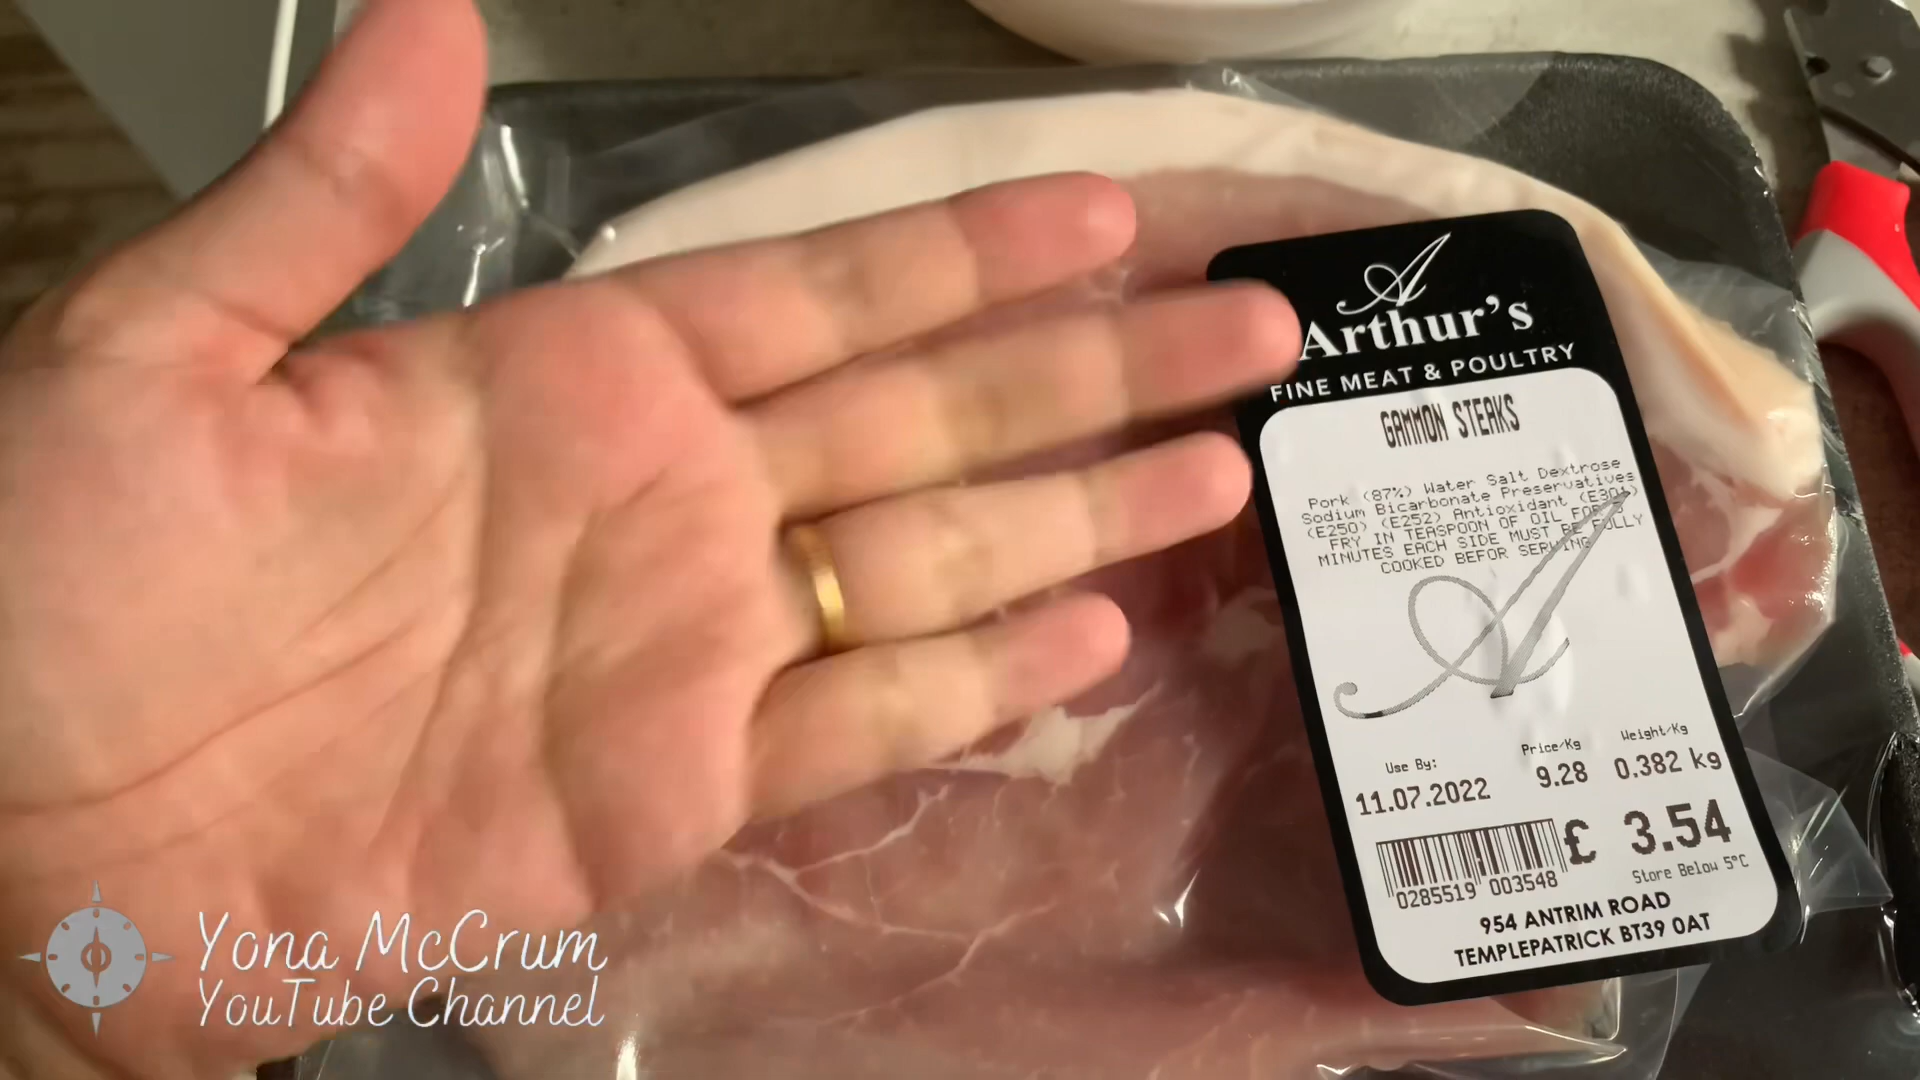 A
Arthur's
FINE MEAT & POULTRY
GAMMON STEAKS
Pork (87%) Water Salt Dextrose
Sodium Bicarbonate Preservatives
(E250) (E252) Antioxidant (E301)
FRY IN TEASPOON OF OIL FOR
MINUTES EACH SIDE MUST BE FULLY
COOKED BEFOR SERVING
A
Use By:
11.07.2022
Price/Kg
9.28
Weight/Kg
0.382 kg
£ 3.54
Store Below 5°C
0285519 003548
954 ANTRIM ROAD
TEMPLEPATRICK BT39 0AT
Yona McCrum
YouTube Channel